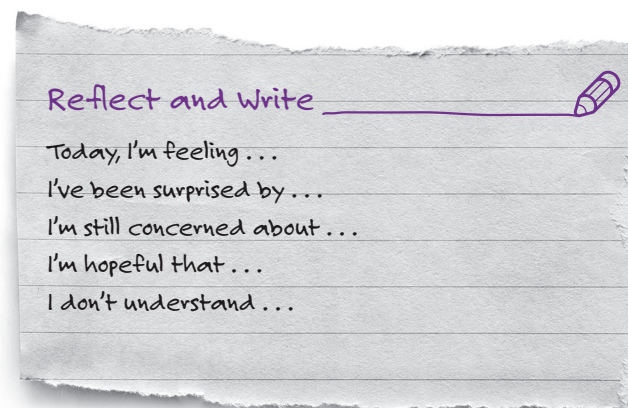 Reflect and Write
Today, I'm feeling . . .
I've been surprised by . . .
I'm still concerned about . . .
I'm hopeful that . . .
I don't understand . . .